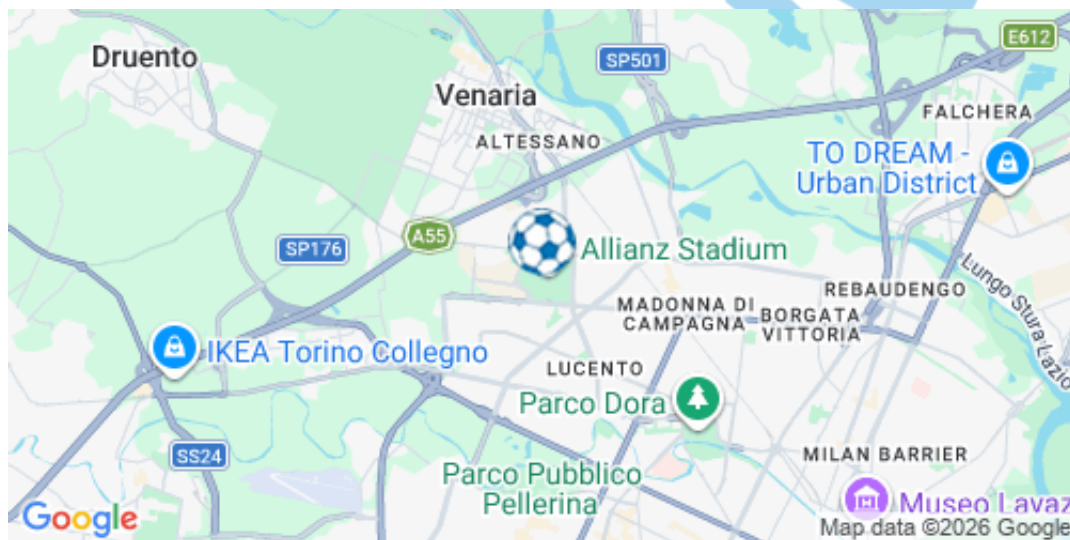 Druento
E612
SP501
Venaria
FALCHERA
ALTESSANO
TO DREAM -
Urban District
A55
SP176
Allianz Stadium
Lungo Stura Lazio
REBAUDENGO
MADONNA DI
CAMPAGNA
BORGATA
VITTORIA
IKEA Torino Collegno
LUCENTO
Parco Dora
SS24
MILAN BARRIER
Parco Pubblico
Pellerina
Museo Lavaz
Google
Map data ©2026 Google